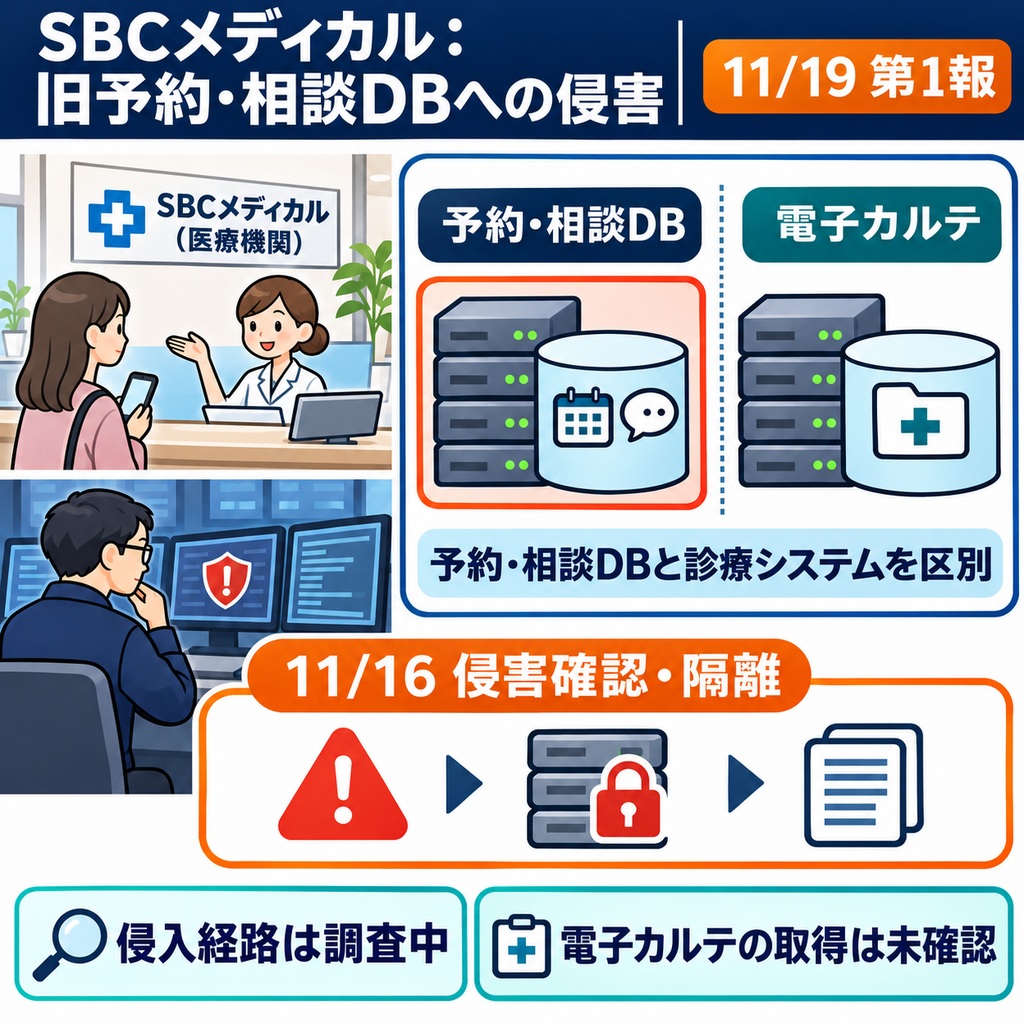 SBCメディカル：
旧予約・相談DBへの侵害
11/19 第1報
SBCメディカル
（医療機関）
予約・相談DB
電子カルテ
予約・相談DBと診療システムを区別
11/16 侵害確認・隔離
侵入経路は調査中
電子カルテの取得は未確認